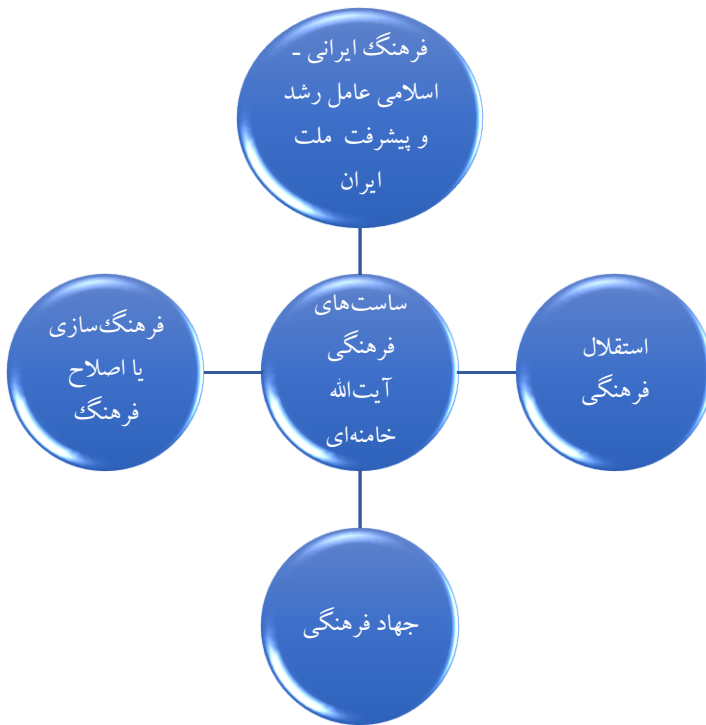 فرهنگ ایرانی ـ
اسلامی عامل رشد
و پیشرفت ملت
ایران
استقلال
فرهنگی
ساست‌های
فرهنگی
آیت‌الله
خامنه‌ای
فرهنگ‌سازی
یا اصلاح
فرهنگ
جهاد فرهنگی